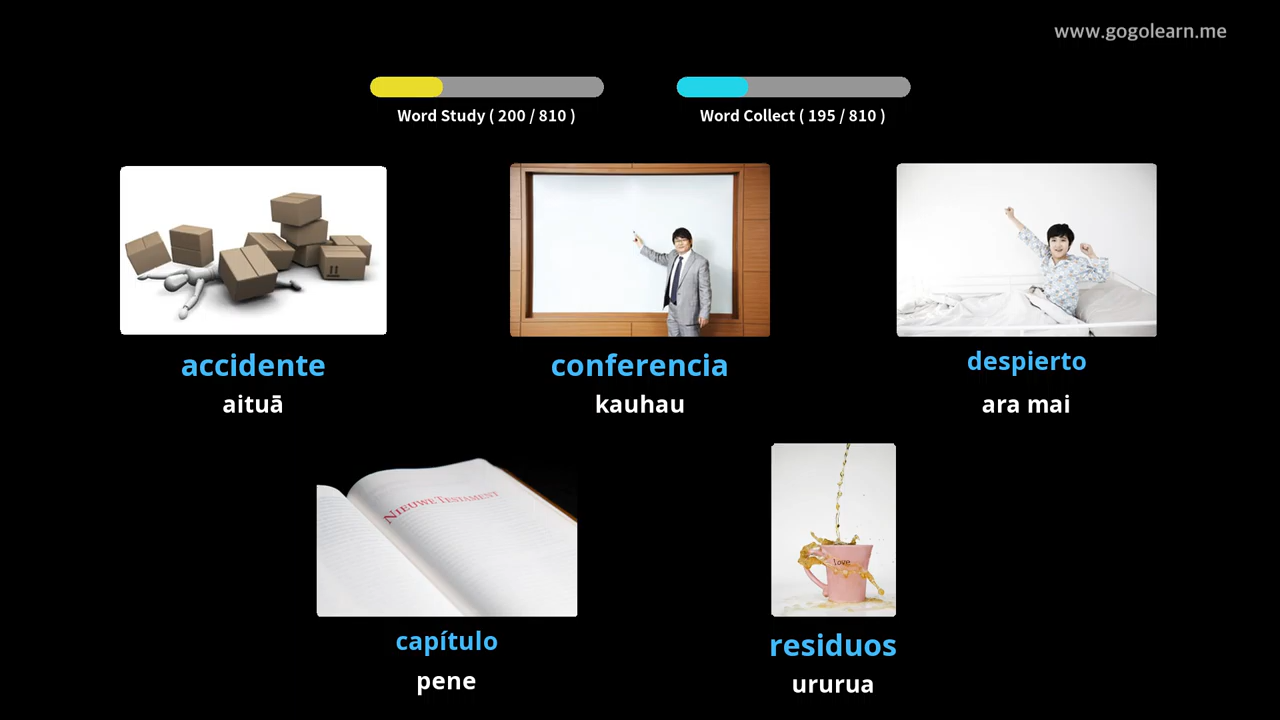 www.gogolearn.me
Word Study ( 200 / 810 )
Word Collect ( 195 / 810 )
accidente
aituā
conferencia
kauhau
despierto
ara mai
NIEUWE TESTAMENT
capítulo
pene
love
residuos
ururua